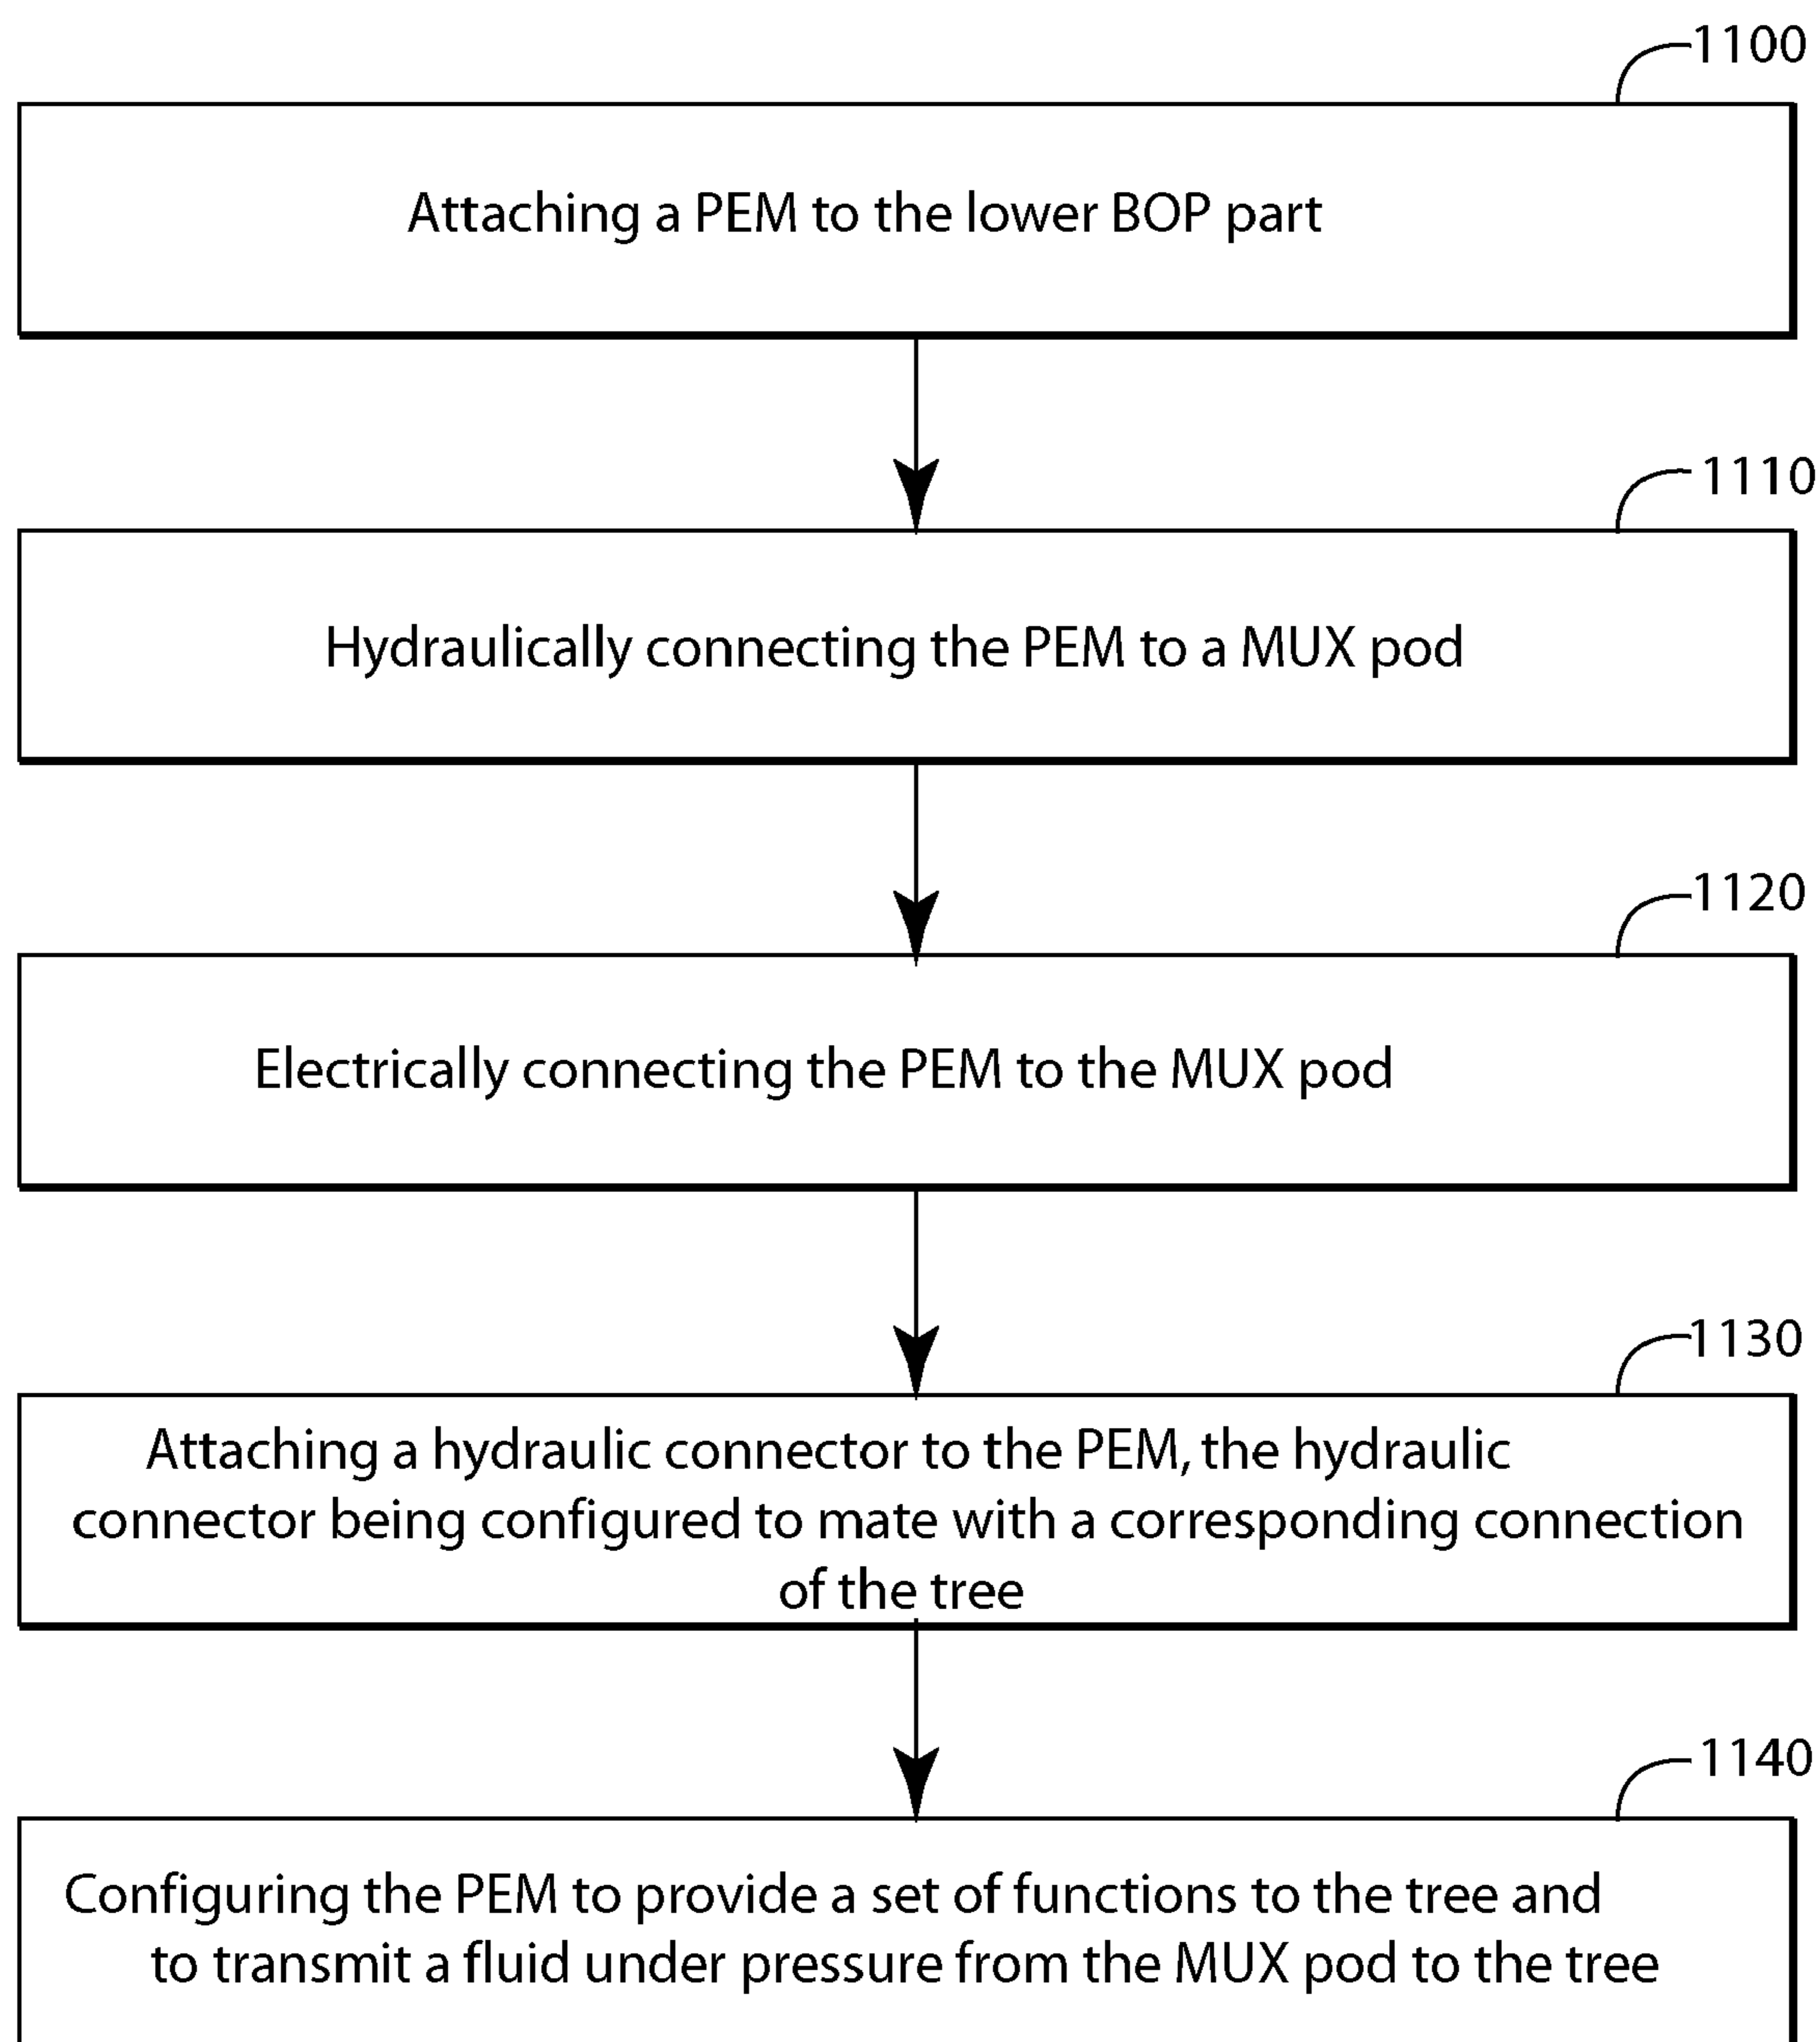 1100
Attaching a PEM to the lower BOP part
1110
Hydraulically connecting the PEM to a MUX pod
1120
Electrically connecting the PEM to the MUX pod
1130
Attaching a hydraulic connector to the PEM, the hydraulic
connector being configured to mate with a corresponding connection
of the tree
1140
Configuring the PEM to provide a set of functions to the tree and
to transmit a fluid under pressure from the MUX pod to the tree